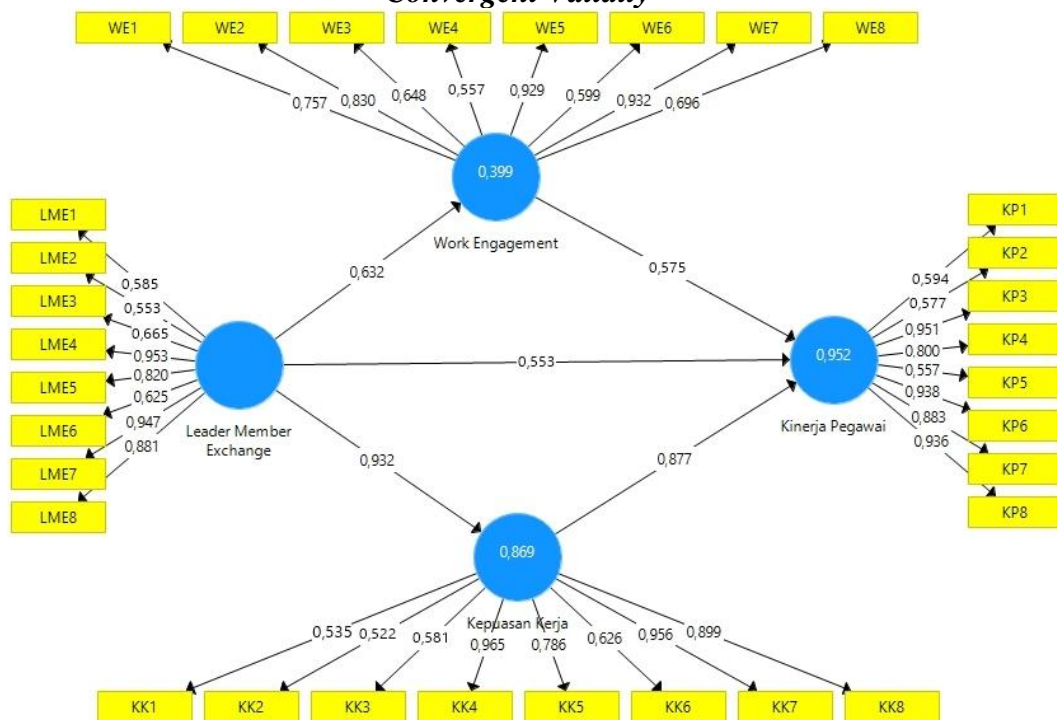 Convergent Validity
WE1 WE2 WE3 WE4 WE5 WE6 WE7 WE8
0,757 0,830 0,648 0,557 0,929 0,599 0,932 0,696
0,399
Work Engagement
LME1
LME2
LME3
LME4
LME5
LME6
LME7
LME8
0,585
0,553
0,665
0,953
0,820
0,625
0,947
0,881
Leader Member
Exchange
0,632
0,575
0,553
0,932
0,877
KP1
KP2
KP3
KP4
KP5
KP6
KP7
KP8
0,594
0,577
0,951
0,800
0,557
0,938
0,883
0,936
0,952
Kinerja Pegawai
0,869
Kepuasan Kerja
0,535 0,522 0,581 0,965 0,786 0,626 0,956 0,899
KK1 KK2 KK3 KK4 KK5 KK6 KK7 KK8